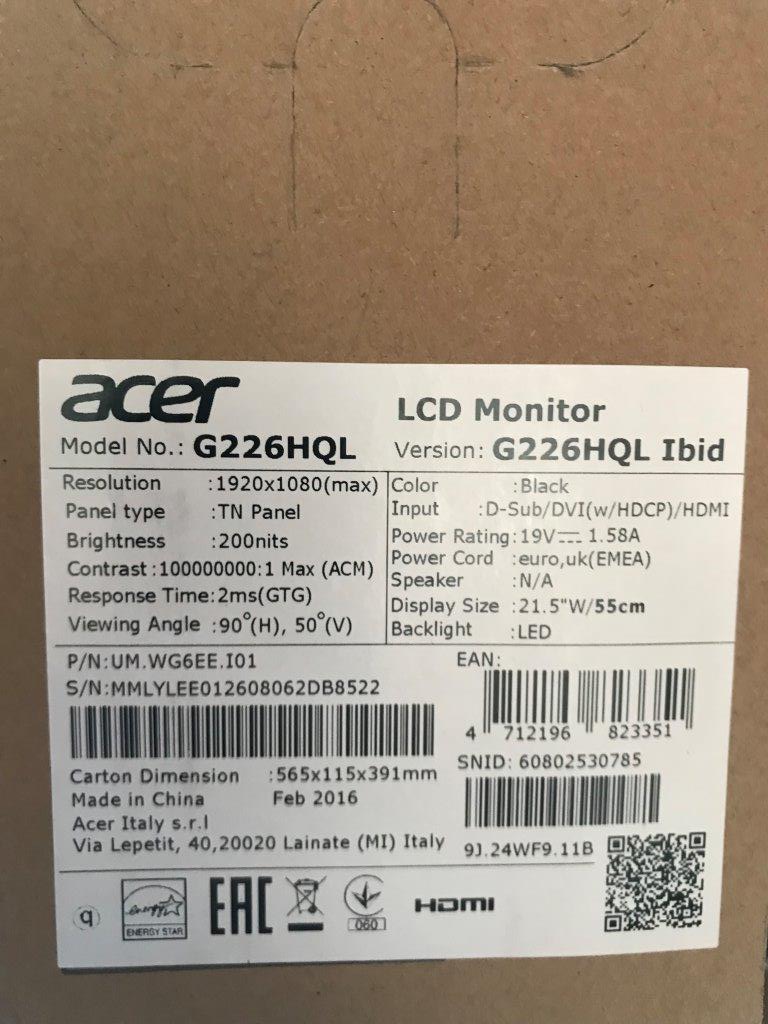 acer
LCD Monitor
Model No.: G226HQL
Version: G226HQL Ibid
Resolution :1920x1080(max)
Panel type :TN Panel
Brightness :200nits
Contrast:100000000:1 Max (ACM)
Response Time:2ms(GTG)
Viewing Angle :90°(H), 50°(V)
Color :Black
Input :D-Sub/DVI(w/HDCP)/HDMI
Power Rating:19V⎓ 1.58A
Power Cord :euro,uk(EMEA)
Speaker :N/A
Display Size :21.5"W/55cm
Backlight :LED
P/N:UM.WG6EE.I01
S/N:MMLYLEE012608062DB8522
EAN:
4 712196 823351
SNID: 60802530785
Carton Dimension :565x115x391mm
Made in China Feb 2016
Acer Italy s.r.l
Via Lepetit, 40,20020 Lainate (MI) Italy
9J.24WF9.11B
q
energy
ENERGY STAR
EAC
060
HDMI